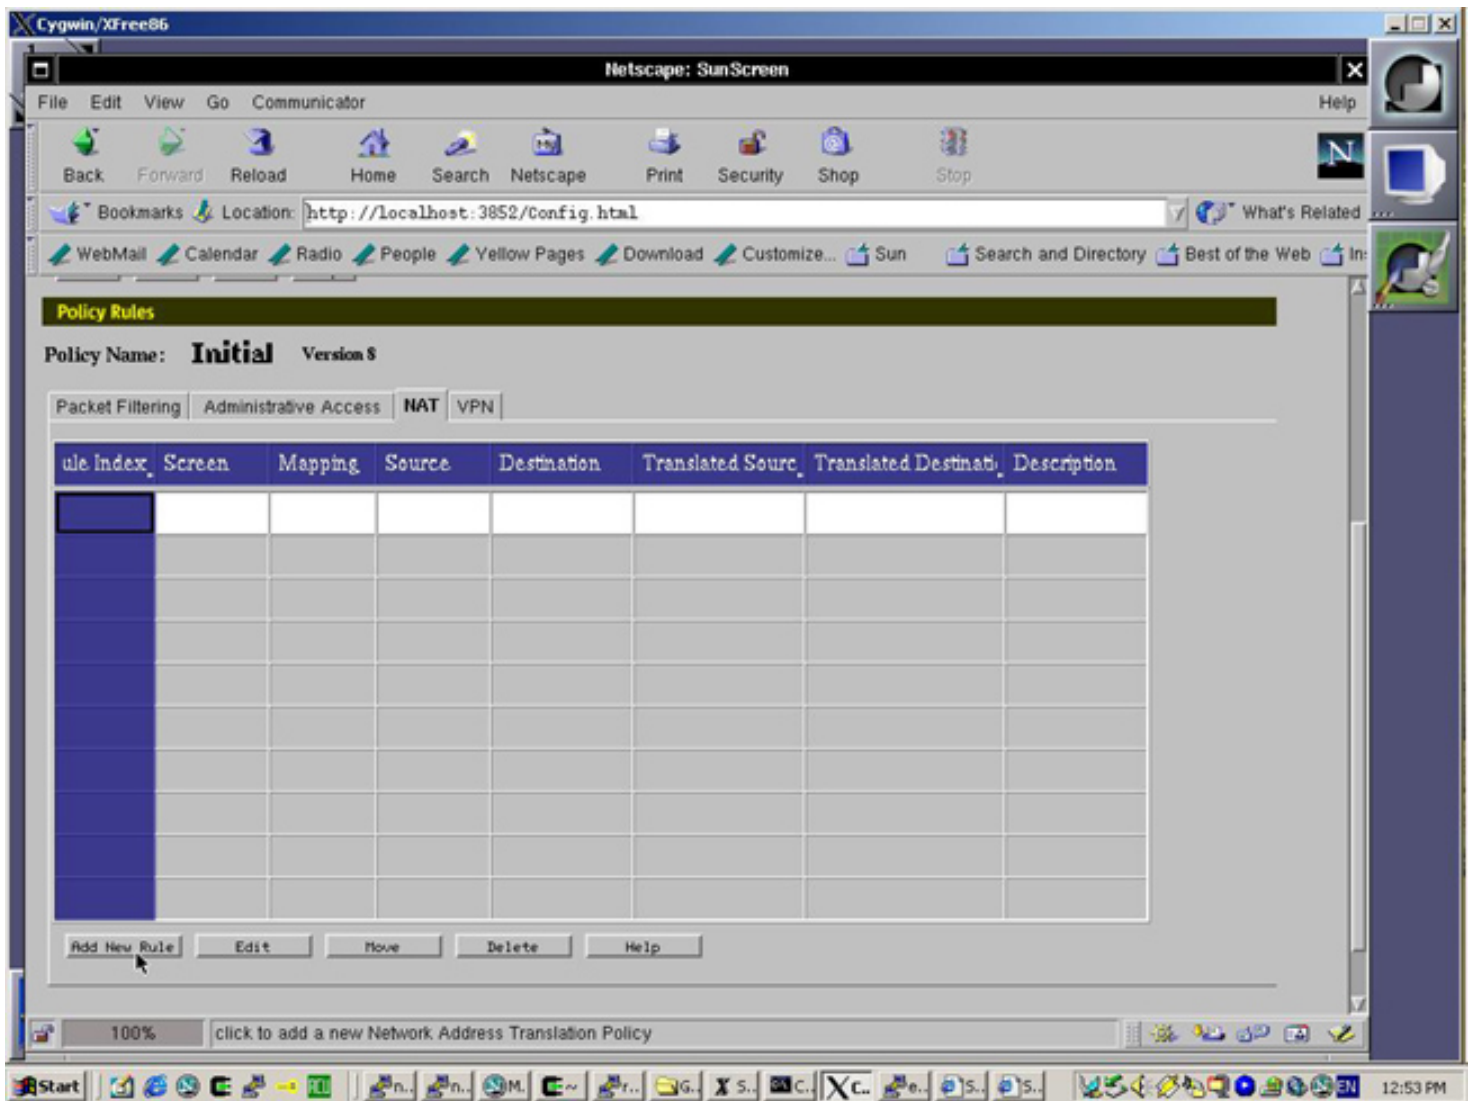 Cygwin/XFree86
Netscape: SunScreen
File Edit View Go Communicator Help
Back Forward Reload Home Search Netscape Print Security Shop Stop
N
Bookmarks Location: http://localhost:3852/Config.html What's Related
WebMail Calendar Radio People Yellow Pages Download Customize... Sun Search and Directory Best of the Web In
Policy Rules
Policy Name: Initial Version 8
Packet Filtering Administrative Access NAT VPN
ule Index Screen Mapping Source Destination Translated Sourc Translated Destinati Description
Add New Rule Edit Move Delete Help
100% click to add a new Network Address Translation Policy
Start n.. n.. M. ~ r.. G.. S.. C.. C.. e.. S.. S.. EN 12:53 PM